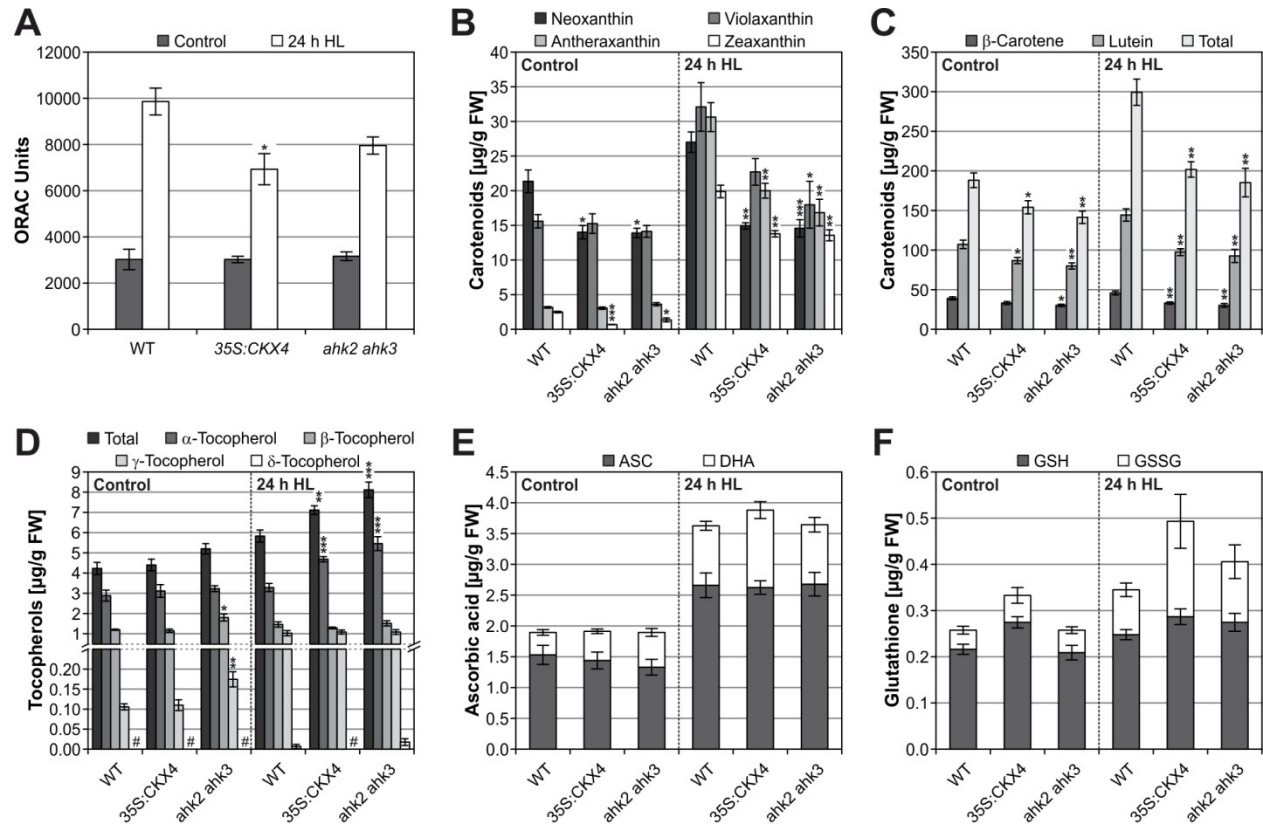 A
Control 24 h HL
ORAC Units
12000
10000
8000
6000
4000
2000
0
*
WT 35S:CKX4 ahk2 ahk3
B
Neoxanthin Violaxanthin
Antheraxanthin Zeaxanthin
Control 24 h HL
Carotenoids [µg/g FW]
40
35
30
25
20
15
10
5
0
* *** * * ** ** ** *** * ** **
WT 35S:CKX4 ahk2 ahk3 WT 35S:CKX4 ahk2 ahk3
C
β-Carotene Lutein Total
Control 24 h HL
Carotenoids [µg/g FW]
350
300
250
200
150
100
50
0
* * * ** ** ** ** ** ** ** **
WT 35S:CKX4 ahk2 ahk3 WT 35S:CKX4 ahk2 ahk3
D
Total α-Tocopherol β-Tocopherol
γ-Tocopherol δ-Tocopherol
Control 24 h HL
Tocopherols [µg/g FW]
9
8
7
6
5
4
3
2
1
0.20
0.15
0.10
0.05
0.00
* ** ** *** *** ***
# # # #
WT 35S:CKX4 ahk2 ahk3 WT 35S:CKX4 ahk2 ahk3
E
ASC DHA
Control 24 h HL
Ascorbic acid [µg/g FW]
4.5
4.0
3.5
3.0
2.5
2.0
1.5
1.0
0.5
0.0
WT 35S:CKX4 ahk2 ahk3 WT 35S:CKX4 ahk2 ahk3
F
GSH GSSG
Control 24 h HL
Glutathione [µg/g FW]
0.6
0.5
0.4
0.3
0.2
0.1
0.0
WT 35S:CKX4 ahk2 ahk3 WT 35S:CKX4 ahk2 ahk3